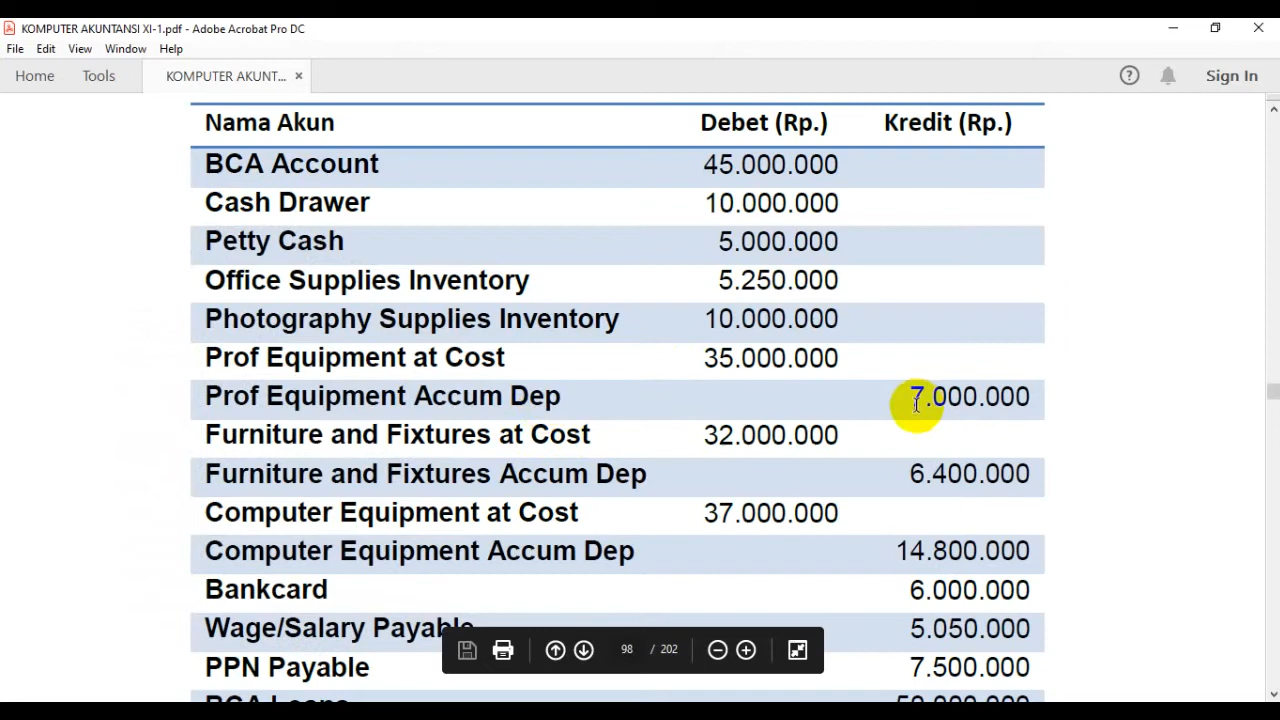 KOMPUTER AKUNTANSI XI-1.pdf - Adobe Acrobat Pro DC
File Edit View Window Help
Home Tools KOMPUTER AKUNT... × ? Sign In
Nama Akun Debet (Rp.) Kredit (Rp.)
BCA Account 45.000.000
Cash Drawer 10.000.000
Petty Cash 5.000.000
Office Supplies Inventory 5.250.000
Photography Supplies Inventory 10.000.000
Prof Equipment at Cost 35.000.000
Prof Equipment Accum Dep 7.000.000
Furniture and Fixtures at Cost 32.000.000
Furniture and Fixtures Accum Dep 6.400.000
Computer Equipment at Cost 37.000.000
Computer Equipment Accum Dep 14.800.000
Bankcard 6.000.000
Wage/Salary Payable 5.050.000
98 / 202
PPN Payable 7.500.000